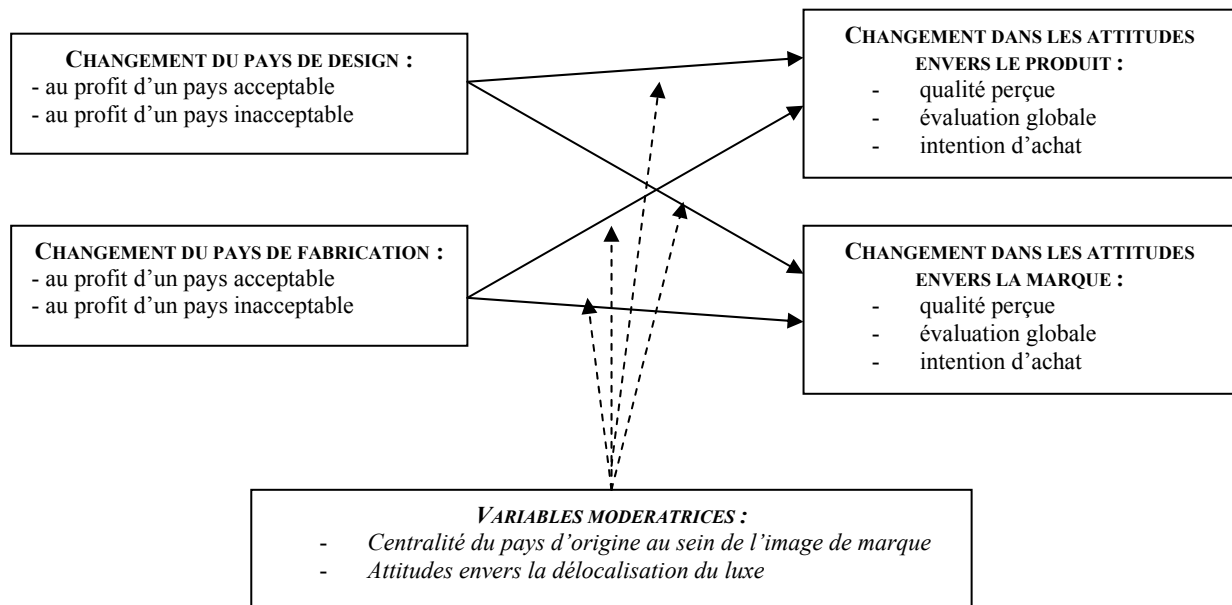 CHANGEMENT DU PAYS DE DESIGN :
- au profit d'un pays acceptable
- au profit d'un pays inacceptable
CHANGEMENT DANS LES ATTITUDES
ENVERS LE PRODUIT :
- qualité perçue
- évaluation globale
- intention d'achat
CHANGEMENT DU PAYS DE FABRICATION :
- au profit d'un pays acceptable
- au profit d'un pays inacceptable
CHANGEMENT DANS LES ATTITUDES
ENVERS LA MARQUE :
- qualité perçue
- évaluation globale
- intention d'achat
VARIABLES MODERATRICES :
- Centralité du pays d'origine au sein de l'image de marque
- Attitudes envers la délocalisation du luxe